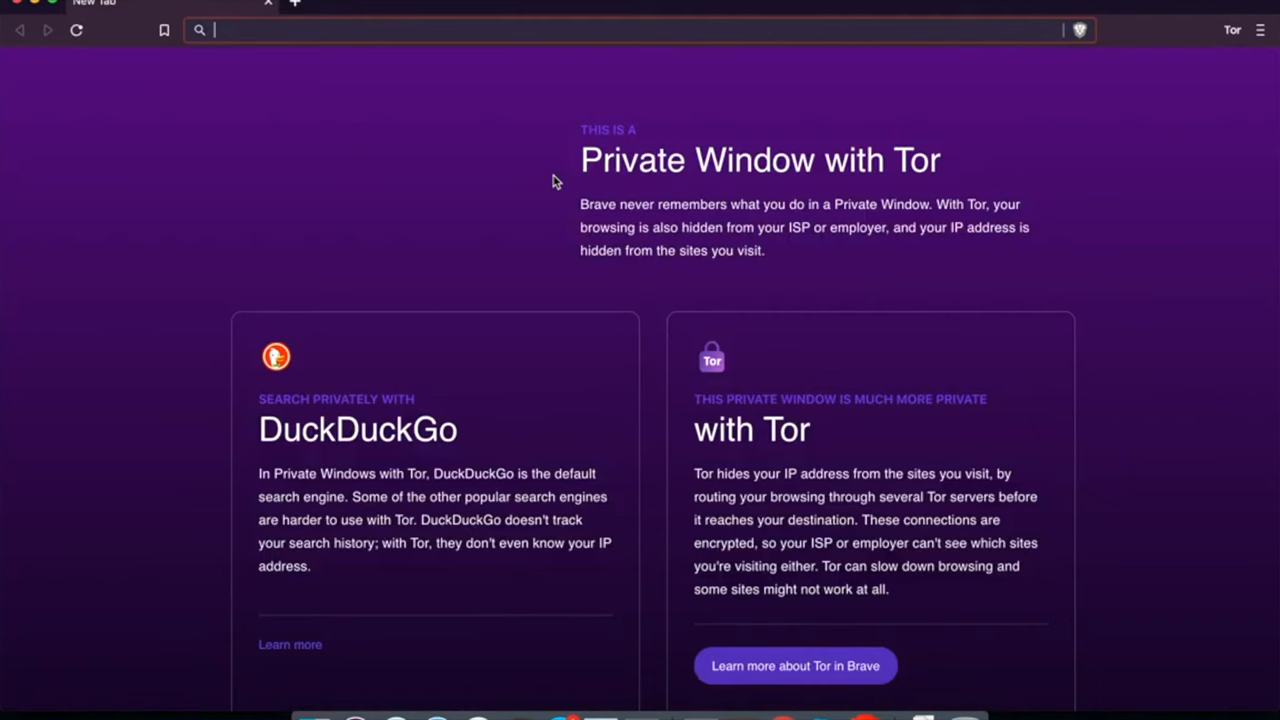 New Tab
Tor
THIS IS A
Private Window with Tor
Brave never remembers what you do in a Private Window. With Tor, your
browsing is also hidden from your ISP or employer, and your IP address is
hidden from the sites you visit.
SEARCH PRIVATELY WITH
DuckDuckGo
In Private Windows with Tor, DuckDuckGo is the default
search engine. Some of the other popular search engines
are harder to use with Tor. DuckDuckGo doesn't track
your search history; with Tor, they don't even know your IP
address.
Learn more
Tor
THIS PRIVATE WINDOW IS MUCH MORE PRIVATE
with Tor
Tor hides your IP address from the sites you visit, by
routing your browsing through several Tor servers before
it reaches your destination. These connections are
encrypted, so your ISP or employer can't see which sites
you're visiting either. Tor can slow down browsing and
some sites might not work at all.
Learn more about Tor in Brave